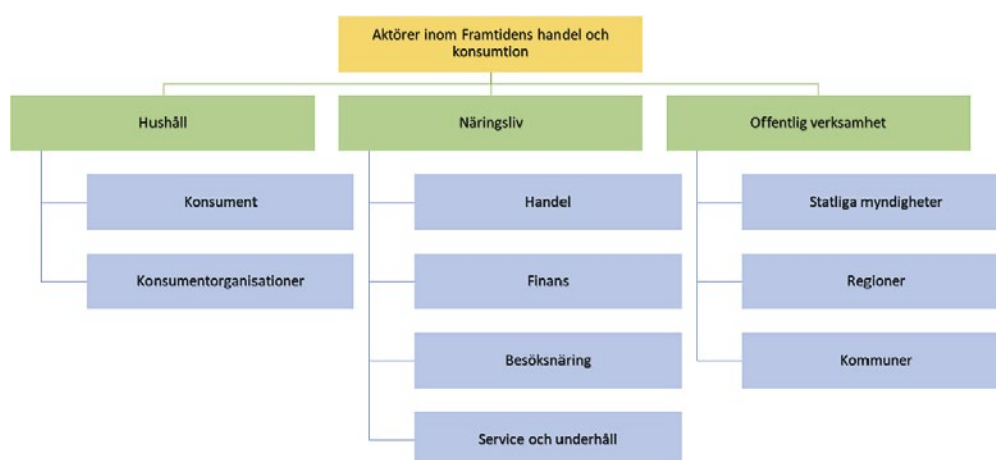 Aktörer inom Framtidens handel och
konsumtion
Hushåll
Konsument
Konsumentorganisationer
Näringsliv
Handel
Finans
Besöksnäring
Service och underhåll
Offentlig verksamhet
Statliga myndigheter
Regioner
Kommuner